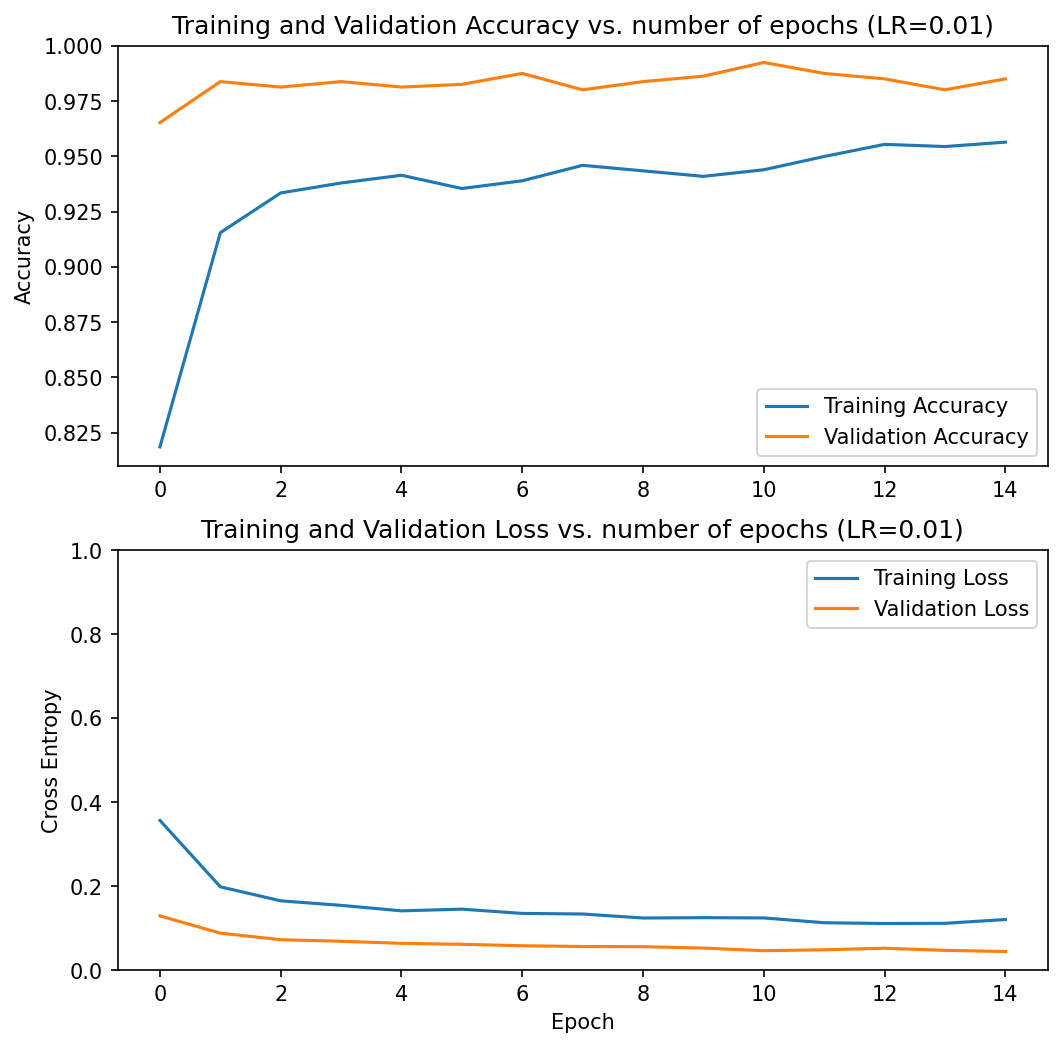 Training and Validation Accuracy vs. number of epochs (LR=0.01)
1.000
0.975
0.950
0.925
0.900
0.875
0.850
0.825
Accuracy
Training Accuracy
Validation Accuracy
0 2 4 6 8 10 12 14
Training and Validation Loss vs. number of epochs (LR=0.01)
1.0
0.8
0.6
0.4
0.2
0.0
Cross Entropy
Training Loss
Validation Loss
0 2 4 6 8 10 12 14
Epoch